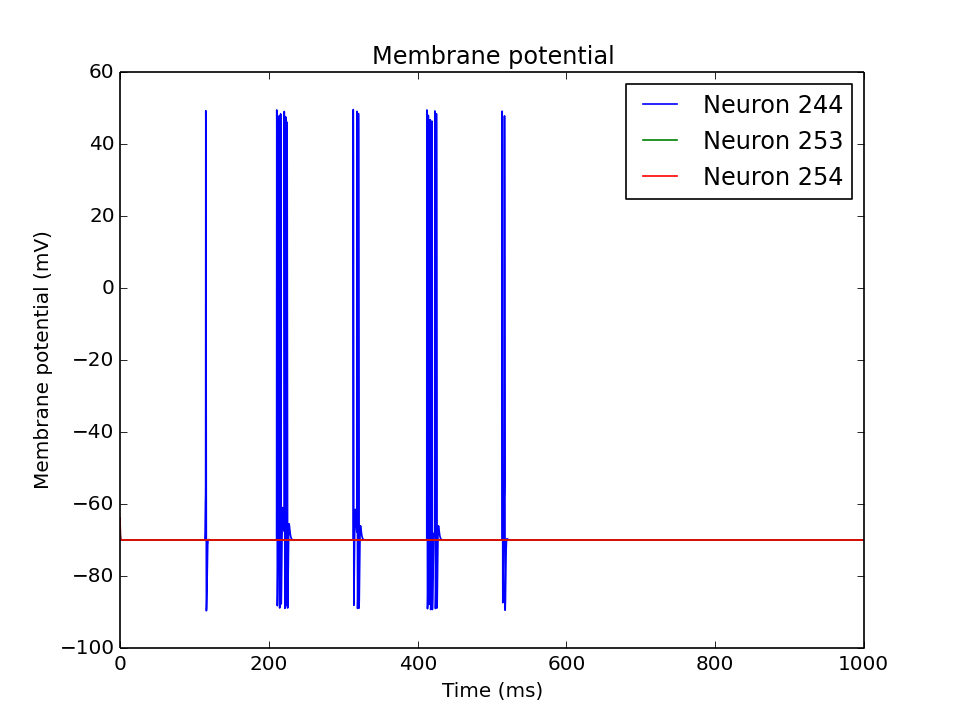 Membrane potential
Neuron 244
Neuron 253
Neuron 254
60
40
20
0
−20
−40
−60
−80
−100
Membrane potential (mV)
0 200 400 600 800 1000
Time (ms)